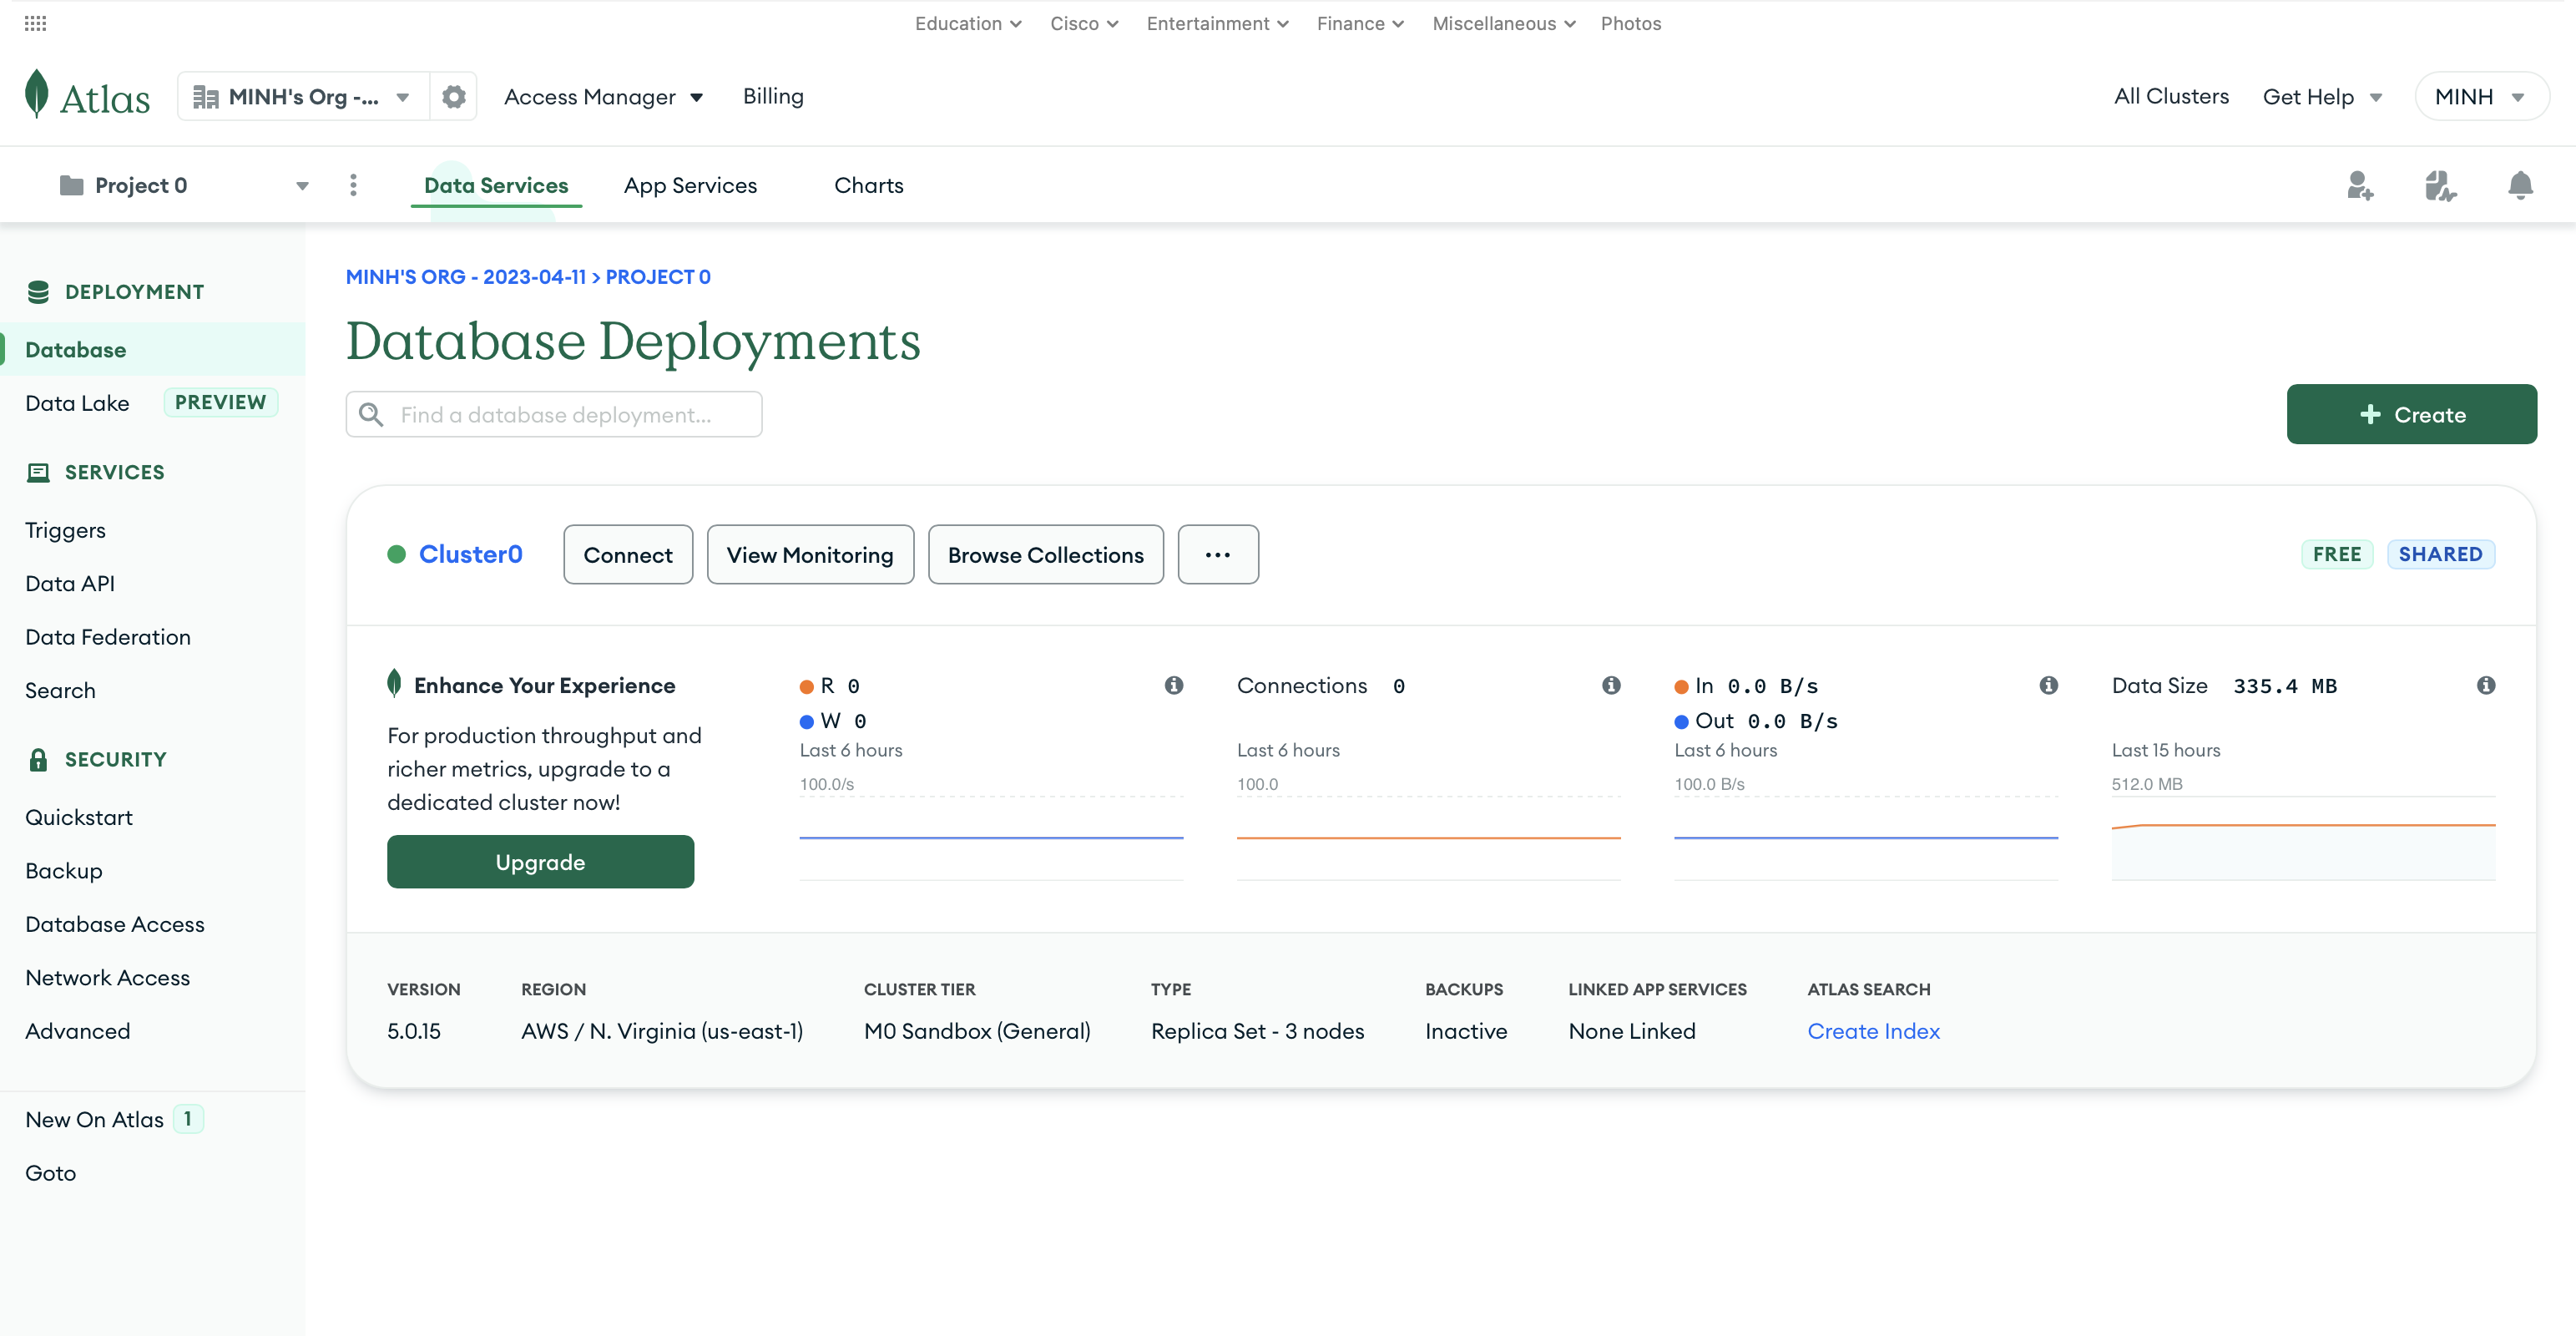 Education
Cisco
Entertainment
Finance
Miscellaneous
Photos
Atlas
MINH's Org -...
Access Manager
Billing
All Clusters
Get Help
MINH
Project 0
Data Services
App Services
Charts
DEPLOYMENT
Database
Data Lake PREVIEW
SERVICES
Triggers
Data API
Data Federation
Search
SECURITY
Quickstart
Backup
Database Access
Network Access
Advanced
New On Atlas 1
Goto
MINH'S ORG - 2023-04-11 > PROJECT 0
Database Deployments
Find a database deployment...
+ Create
Cluster0
Connect
View Monitoring
Browse Collections
...
FREE
SHARED
Enhance Your Experience
For production throughput and
richer metrics, upgrade to a
dedicated cluster now!
Upgrade
R 0
W 0
Last 6 hours
100.0/s
Connections 0
Last 6 hours
100.0
In 0.0 B/s
Out 0.0 B/s
Last 6 hours
100.0 B/s
Data Size 335.4 MB
Last 15 hours
512.0 MB
VERSION
5.0.15
REGION
AWS / N. Virginia (us-east-1)
CLUSTER TIER
M0 Sandbox (General)
TYPE
Replica Set - 3 nodes
BACKUPS
Inactive
LINKED APP SERVICES
None Linked
ATLAS SEARCH
Create Index